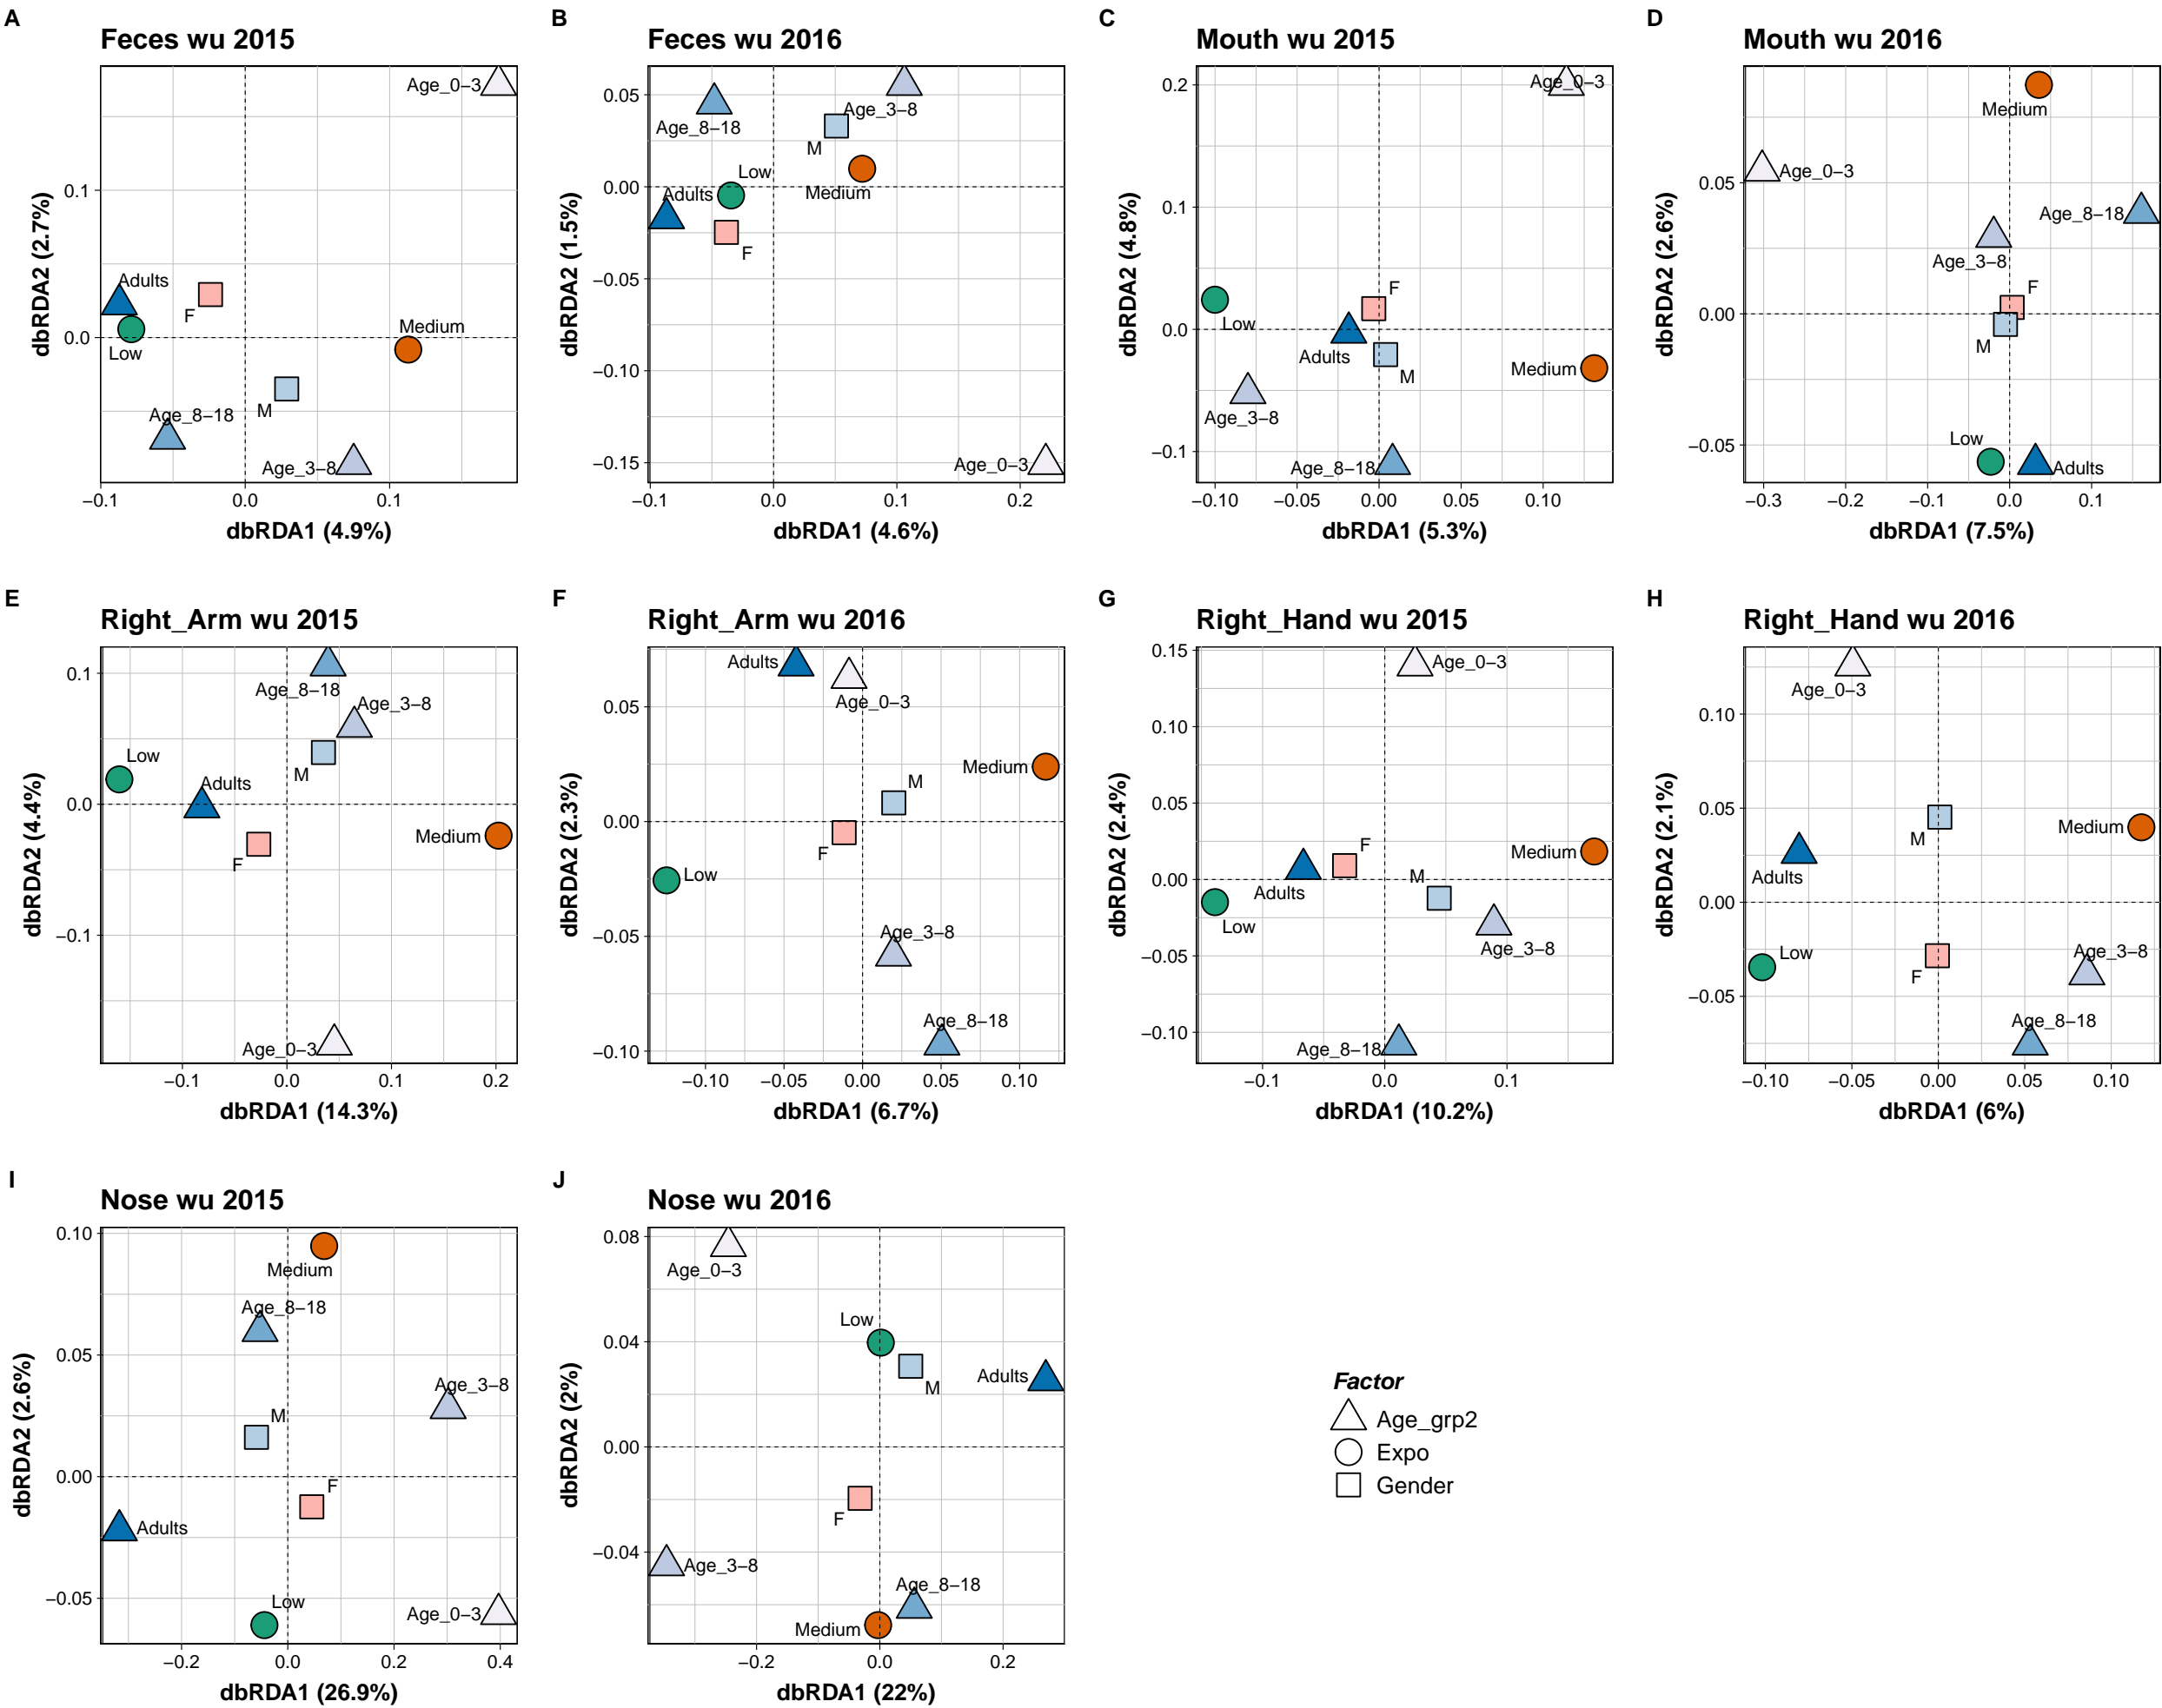 A
Feces wu 2015
dbRDA2 (2.7%)
0.1
0.0
Age_0−3
Adults
F
Low
Medium
M
Age_8−18
Age_3−8
−0.1
0.0
0.1
dbRDA1 (4.9%)
B
Feces wu 2016
dbRDA2 (1.5%)
0.05
0.00
−0.05
−0.10
−0.15
Age_8−18
Age_3−8
M
Low
Medium
Adults
F
Age_0−3
−0.1
0.0
0.1
0.2
dbRDA1 (4.6%)
C
Mouth wu 2015
dbRDA2 (4.8%)
0.2
0.1
0.0
−0.1
Age_0−3
F
Low
Adults
M
Medium
Age_3−8
Age_8−18
−0.10
−0.05
0.00
0.05
0.10
dbRDA1 (5.3%)
D
Mouth wu 2016
dbRDA2 (2.6%)
0.05
0.00
−0.05
Medium
Age_0−3
Age_8−18
Age_3−8
F
M
Low
Adults
−0.3
−0.2
−0.1
0.0
0.1
dbRDA1 (7.5%)
E
Right_Arm wu 2015
dbRDA2 (4.4%)
0.1
0.0
−0.1
Age_8−18
Age_3−8
Low
M
Adults
Medium
F
Age_0−3
−0.1
0.0
0.1
0.2
dbRDA1 (14.3%)
F
Right_Arm wu 2016
dbRDA2 (2.3%)
0.05
0.00
−0.05
−0.10
Adults
Age_0−3
Medium
M
F
Low
Age_3−8
Age_8−18
−0.10
−0.05
0.00
0.05
0.10
dbRDA1 (6.7%)
G
Right_Hand wu 2015
dbRDA2 (2.4%)
0.15
0.10
0.05
0.00
−0.05
−0.10
Age_0−3
F
Medium
Adults
M
Low
Age_3−8
Age_8−18
−0.1
0.0
0.1
dbRDA1 (10.2%)
H
Right_Hand wu 2016
dbRDA2 (2.1%)
0.10
0.05
0.00
−0.05
Age_0−3
Medium
M
Adults
Low
Age_3−8
F
Age_8−18
−0.10
−0.05
0.00
0.05
0.10
dbRDA1 (6%)
I
Nose wu 2015
dbRDA2 (2.6%)
0.10
0.05
0.00
−0.05
Medium
Age_8−18
Age_3−8
M
F
Adults
Low
Age_0−3
−0.2
0.0
0.2
0.4
dbRDA1 (26.9%)
J
Nose wu 2016
dbRDA2 (2%)
0.08
0.04
0.00
−0.04
Age_0−3
Low
Adults
M
F
Age_3−8
Age_8−18
Medium
−0.2
0.0
0.2
dbRDA1 (22%)
Factor
Age_grp2
Expo
Gender